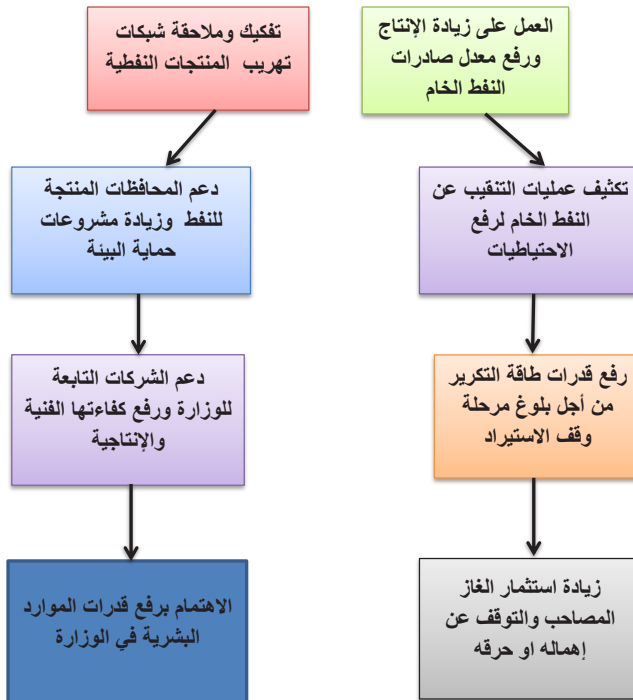 العمل على زيادة الإنتاج
ورفع معدل صادرات
النفط الخام
تكثيف عمليات التنقيب عن
النفط الخام لرفع
الاحتياطيات
رفع قدرات طاقة التكرير
من أجل بلوغ مرحلة
وقف الاستيراد
زيادة استثمار الغاز
المصاحب والتوقف عن
إهماله او حرقه
تفكيك وملاحقة شبكات
تهريب المنتجات النفطية
دعم المحافظات المنتجة
للنفط وزيادة مشروعات
حماية البيئة
دعم الشركات التابعة
للوزارة ورفع كفاءتها الفنية
والإنتاجية
الاهتمام برفع قدرات الموارد
البشرية في الوزارة